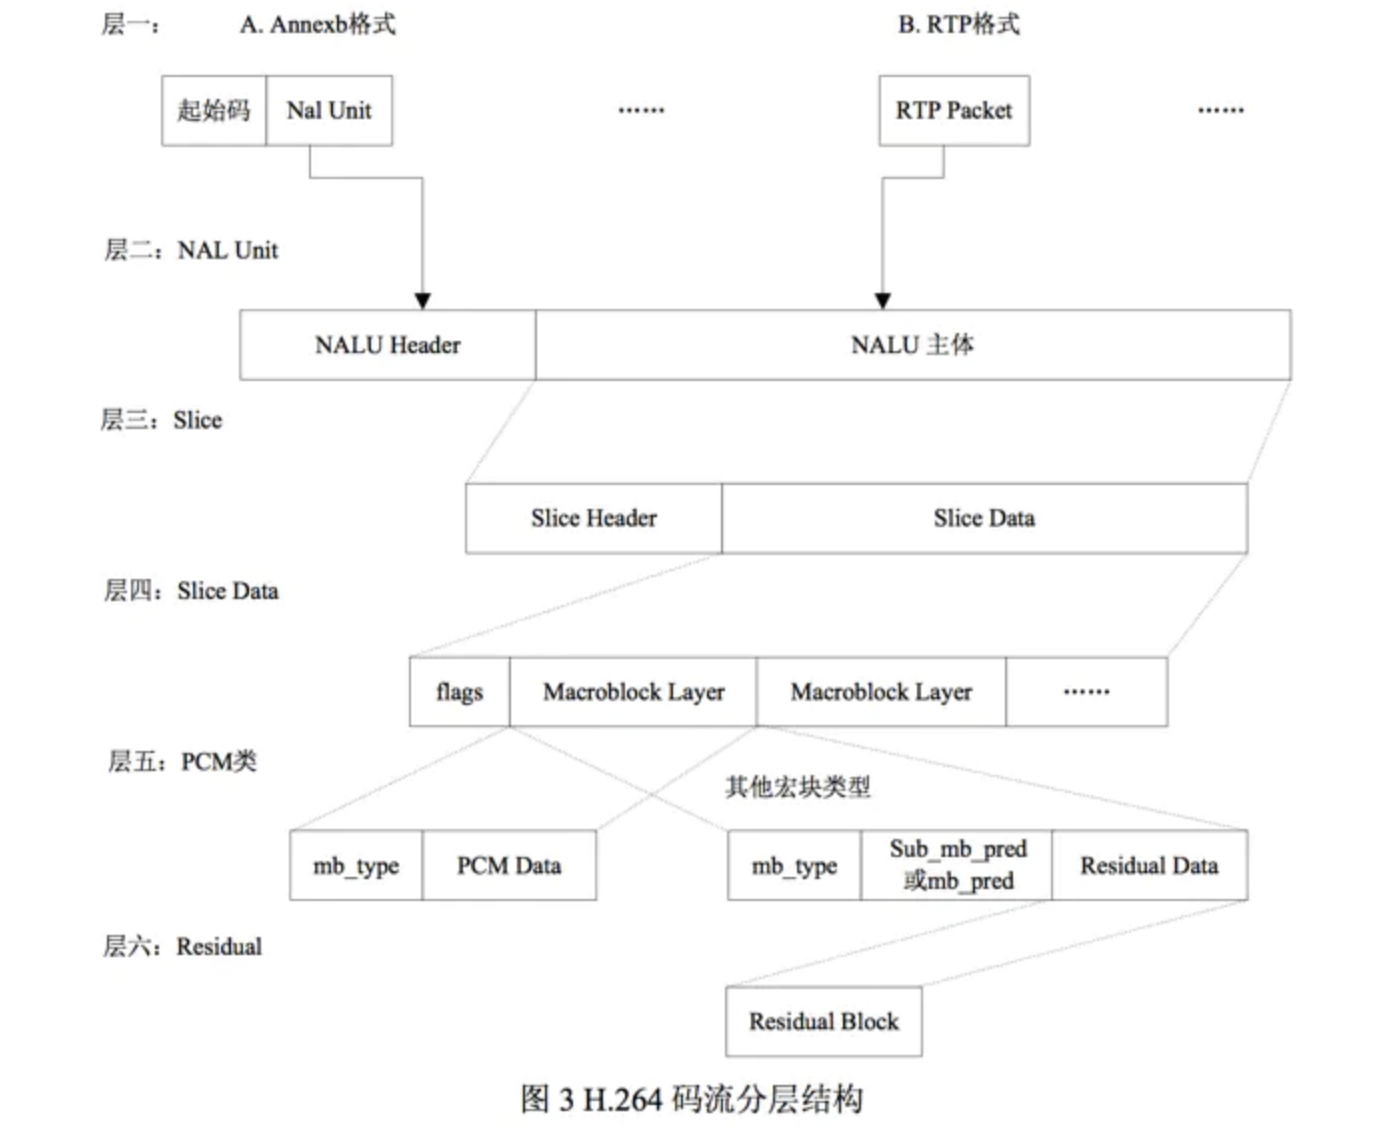 层一： A. Annexb格式 B. RTP格式
起始码 Nal Unit ...... RTP Packet ......
层二：NAL Unit
NALU Header NALU 主体
层三：Slice
Slice Header Slice Data
层四：Slice Data
flags Macroblock Layer Macroblock Layer ......
层五：PCM类
其他宏块类型
mb_type PCM Data mb_type Sub_mb_pred
或mb_pred Residual Data
层六：Residual
Residual Block
图 3 H.264 码流分层结构